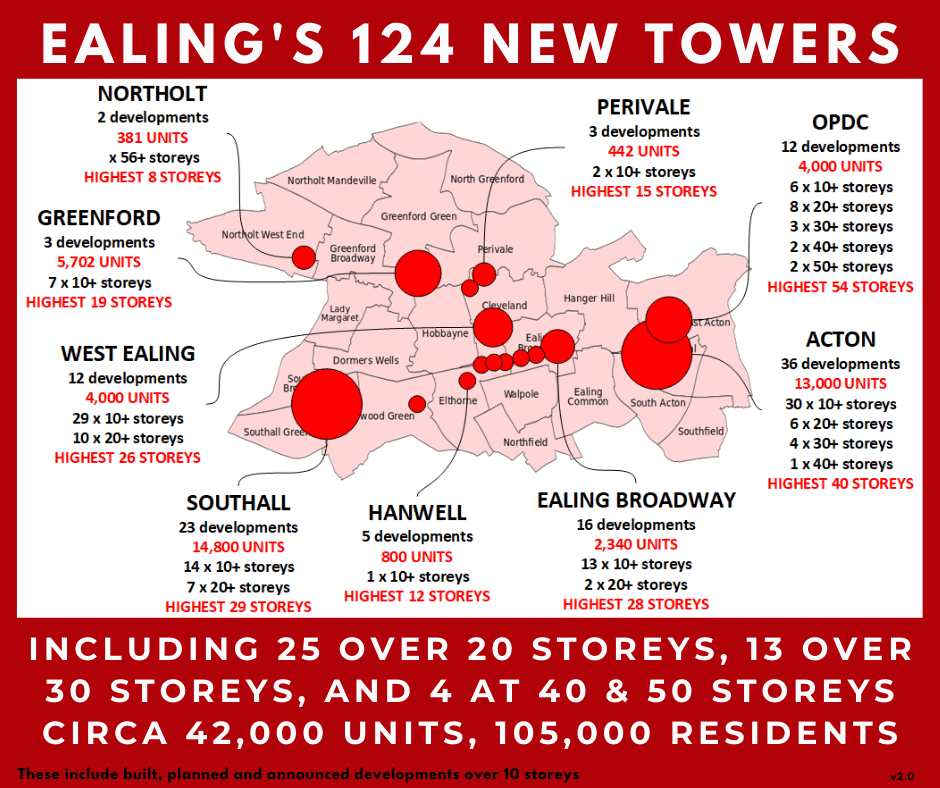 EALING'S 124 NEW TOWERS
NORTHOLT
2 developments
381 UNITS
x 56+ storeys
HIGHEST 8 STOREYS
PERIVALE
3 developments
442 UNITS
2 x 10+ storeys
HIGHEST 15 STOREYS
OPDC
12 developments
4,000 UNITS
6 x 10+ storeys
8 x 20+ storeys
3 x 30+ storeys
2 x 40+ storeys
2 x 50+ storeys
HIGHEST 54 STOREYS
GREENFORD
3 developments
5,702 UNITS
7 x 10+ storeys
HIGHEST 19 STOREYS
Northolt Mandeville
North Greenford
Greenford Green
Northolt West End
Greenford
Broadway
Perivale
Lady
Margaret
Cleveland
Hanger Hill
Hobbayne
st Acton
Dormers Wells
Elthorne
Walpole
Ealing
Common
South Acton
wood Green
Southall Gree
Northfield
Southfield
WEST EALING
12 developments
4,000 UNITS
29 x 10+ storeys
10 x 20+ storeys
HIGHEST 26 STOREYS
ACTON
36 developments
13,000 UNITS
30 x 10+ storeys
6 x 20+ storeys
4 x 30+ storeys
1 x 40+ storeys
HIGHEST 40 STOREYS
SOUTHALL
23 developments
14,800 UNITS
14 x 10+ storeys
7 x 20+ storeys
HIGHEST 29 STOREYS
HANWELL
5 developments
800 UNITS
1 x 10+ storeys
HIGHEST 12 STOREYS
EALING BROADWAY
16 developments
2,340 UNITS
13 x 10+ storeys
2 x 20+ storeys
HIGHEST 28 STOREYS
INCLUDING 25 OVER 20 STOREYS, 13 OVER
30 STOREYS, AND 4 AT 40 & 50 STOREYS
CIRCA 42,000 UNITS, 105,000 RESIDENTS
These include built, planned and announced developments over 10 storeys
v2.0